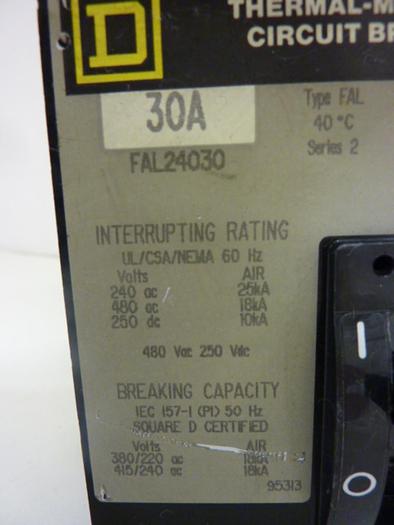 D
THERMAL-M
CIRCUIT BR
30A
FAL24030
Type FAL
40 °C
Series 2
INTERRUPTING RATING
UL/CSA/NEMA 60 Hz
Volts AIR
240 ac 25kA
480 ac 18kA
250 dc 10kA
480 Vac 250 Vdc
BREAKING CAPACITY
IEC 157-1 (P1) 50 Hz
SQUARE D CERTIFIED
Volts AIR
380/220 ac 18kA
415/240 ac 18kA
95313
I
O